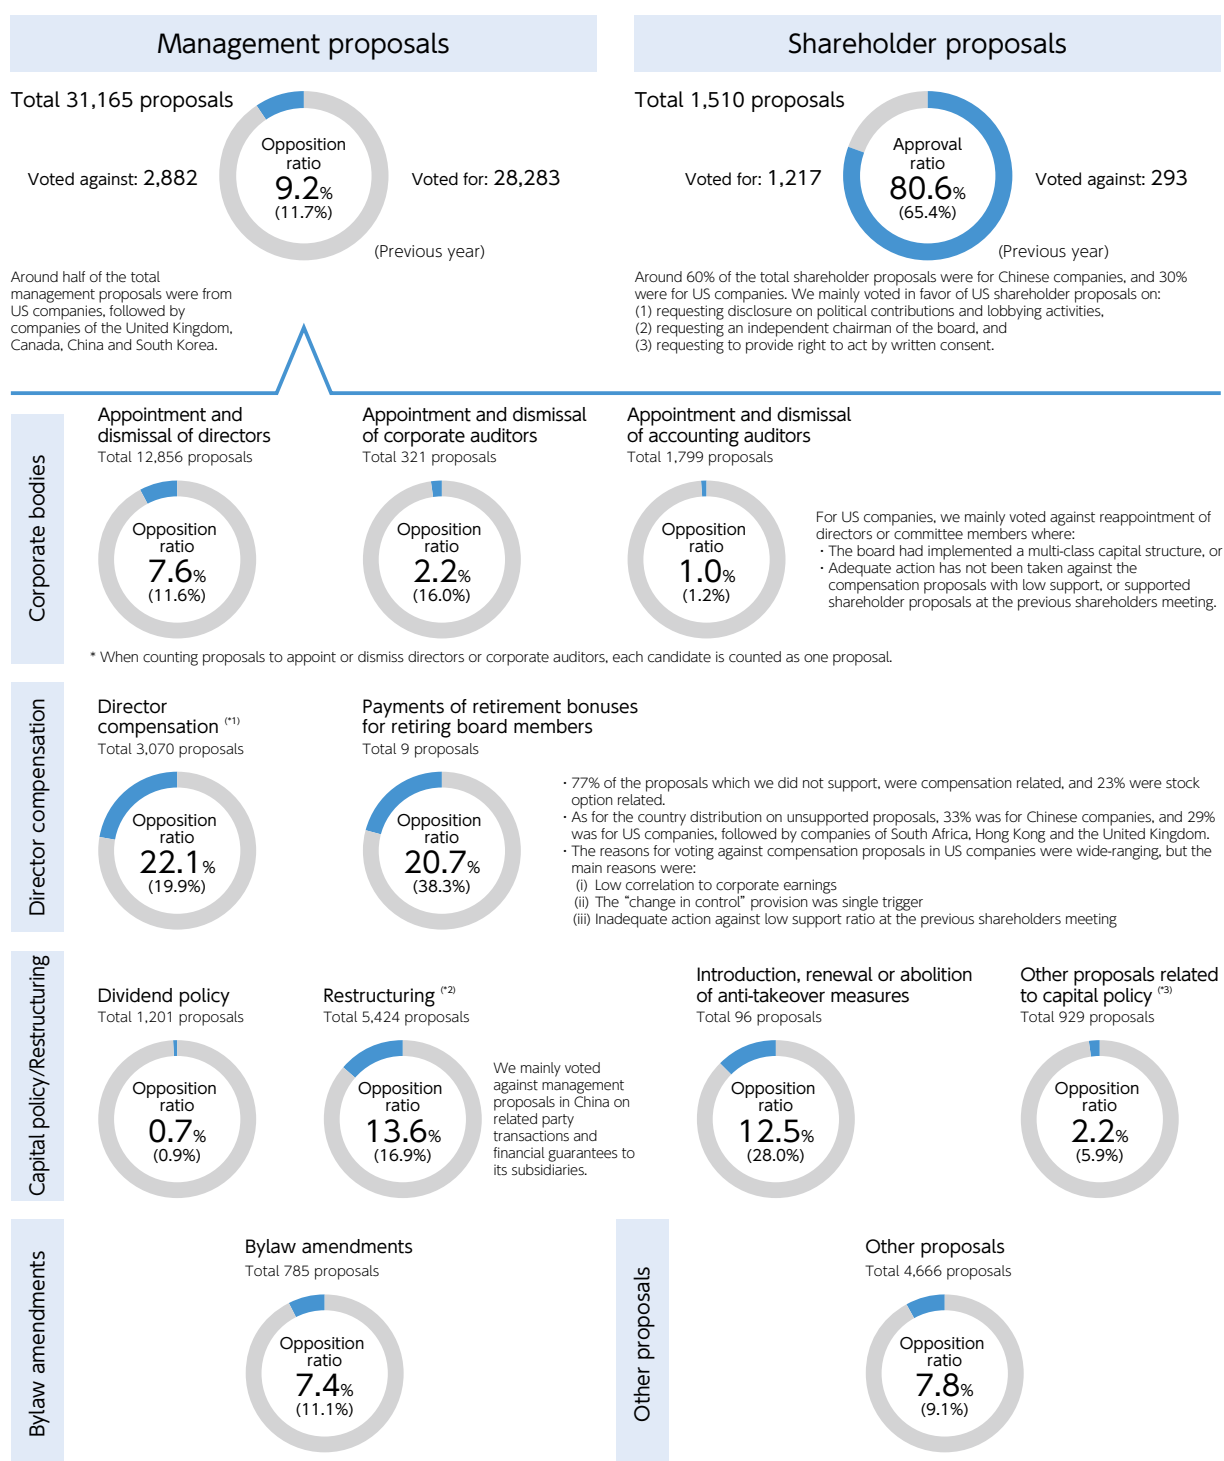 Management proposals
Total 31,165 proposals
Opposition
ratio
9.2%
(11.7%)
Voted against: 2,882
Voted for: 28,283
(Previous year)
Around half of the total
management proposals were from
US companies, followed by
companies of the United Kingdom,
Canada, China and South Korea.
Shareholder proposals
Total 1,510 proposals
Approval
ratio
80.6%
(65.4%)
Voted for: 1,217
Voted against: 293
(Previous year)
Around 60% of the total shareholder proposals were for Chinese companies, and 30%
were for US companies. We mainly voted in favor of US shareholder proposals on:
(1) requesting disclosure on political contributions and lobbying activities,
(2) requesting an independent chairman of the board, and
(3) requesting to provide right to act by written consent.
Corporate bodies
Appointment and
dismissal of directors
Total 12,856 proposals
Opposition
ratio
7.6%
(11.6%)
Appointment and dismissal
of corporate auditors
Total 321 proposals
Opposition
ratio
2.2%
(16.0%)
Appointment and dismissal
of accounting auditors
Total 1,799 proposals
Opposition
ratio
1.0%
(1.2%)
For US companies, we mainly voted against reappointment of
directors or committee members where:
・The board had implemented a multi-class capital structure, or
・Adequate action has not been taken against the
compensation proposals with low support, or supported
shareholder proposals at the previous shareholders meeting.
* When counting proposals to appoint or dismiss directors or corporate auditors, each candidate is counted as one proposal.
Director compensation
Director
compensation (*1)
Total 3,070 proposals
Opposition
ratio
22.1%
(19.9%)
Payments of retirement bonuses
for retiring board members
Total 9 proposals
Opposition
ratio
20.7%
(38.3%)
・77% of the proposals which we did not support, were compensation related, and 23% were stock
option related.
・As for the country distribution on unsupported proposals, 33% was for Chinese companies, and 29%
was for US companies, followed by companies of South Africa, Hong Kong and the United Kingdom.
・The reasons for voting against compensation proposals in US companies were wide-ranging, but the
main reasons were:
(i) Low correlation to corporate earnings
(ii) The “change in control” provision was single trigger
(iii) Inadequate action against low support ratio at the previous shareholders meeting
Capital policy/Restructuring
Dividend policy
Total 1,201 proposals
Opposition
ratio
0.7%
(0.9%)
Restructuring (*2)
Total 5,424 proposals
Opposition
ratio
13.6%
(16.9%)
We mainly voted
against management
proposals in China on
related party
transactions and
financial guarantees to
its subsidiaries.
Introduction, renewal or abolition
of anti-takeover measures
Total 96 proposals
Opposition
ratio
12.5%
(28.0%)
Other proposals related
to capital policy (*3)
Total 929 proposals
Opposition
ratio
2.2%
(5.9%)
Bylaw amendments
Bylaw amendments
Total 785 proposals
Opposition
ratio
7.4%
(11.1%)
Other proposals
Other proposals
Total 4,666 proposals
Opposition
ratio
7.8%
(9.1%)